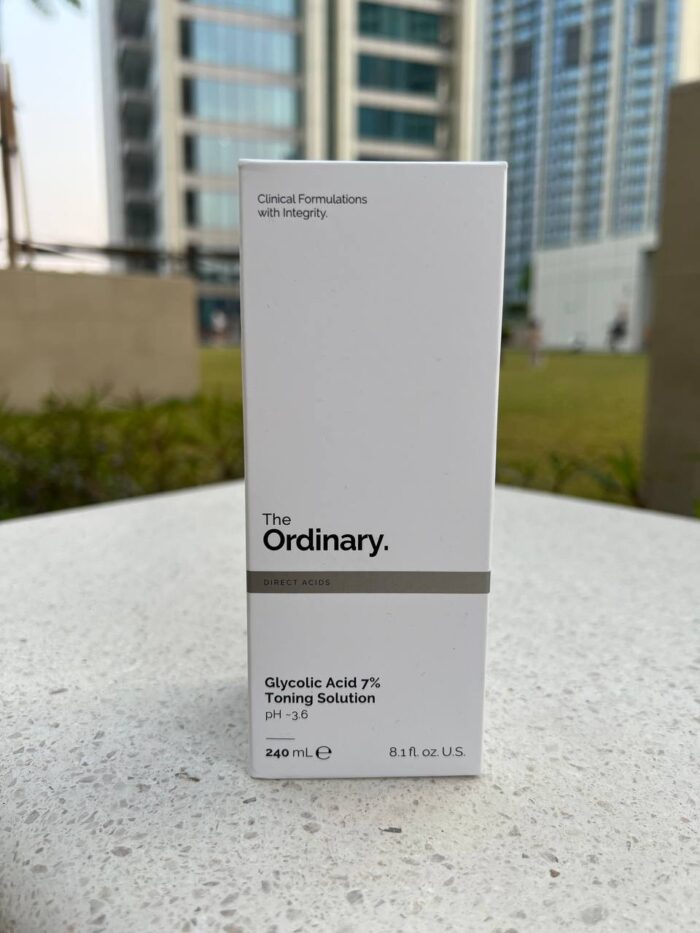 Clinical Formulations
with Integrity.
The
Ordinary.
DIRECT ACIDS
Glycolic Acid 7%
Toning Solution
pH ~3.6
240 mL ℮ 8.1 fl. oz. U.S.